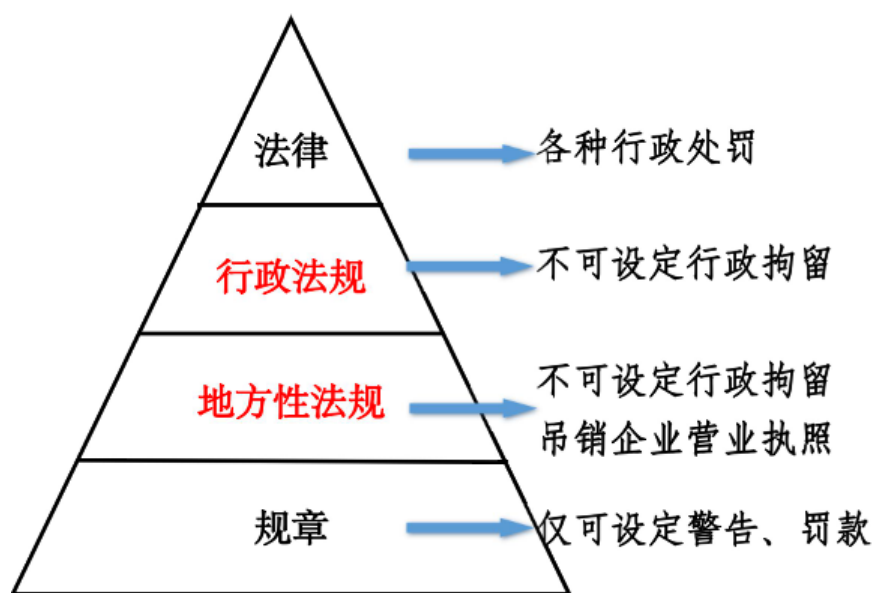 法律
各种行政处罚
行政法规
不可设定行政拘留
地方性法规
不可设定行政拘留
吊销企业营业执照
规章
仅可设定警告、罚款